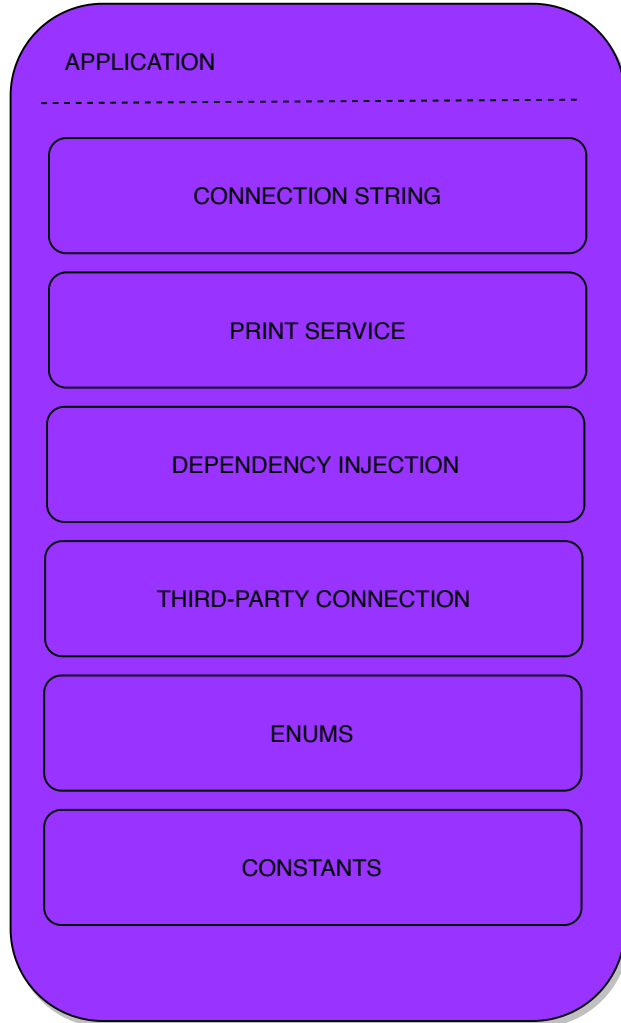 APPLICATION
CONNECTION STRING
PRINT SERVICE
DEPENDENCY INJECTION
THIRD-PARTY CONNECTION
ENUMS
CONSTANTS